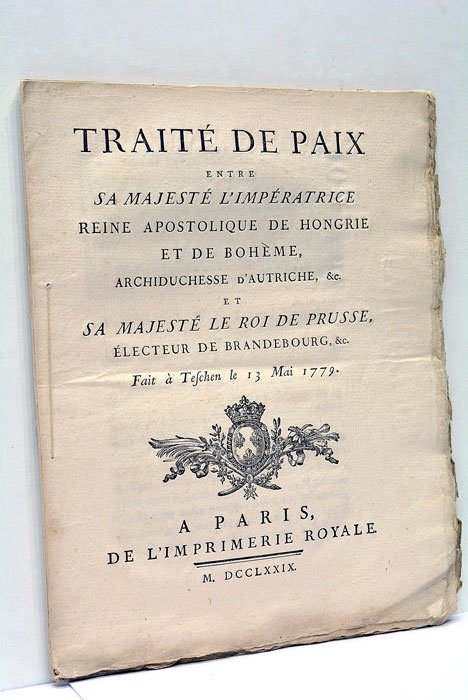 TRAITÉ DE PAIX
ENTRE
SA MAJESTÉ L'IMPÉRATRICE
REINE APOSTOLIQUE DE HONGRIE
ET DE BOHÈME,
ARCHIDUCHESSE D'AUTRICHE, &c.
ET
SA MAJESTÉ LE ROI DE PRUSSE,
ÉLECTEUR DE BRANDEBOURG, &c.
Fait à Teſchen le 13 Mai 1779.
A PARIS,
DE L'IMPRIMERIE ROYALE.
M. DCCLXXIX.